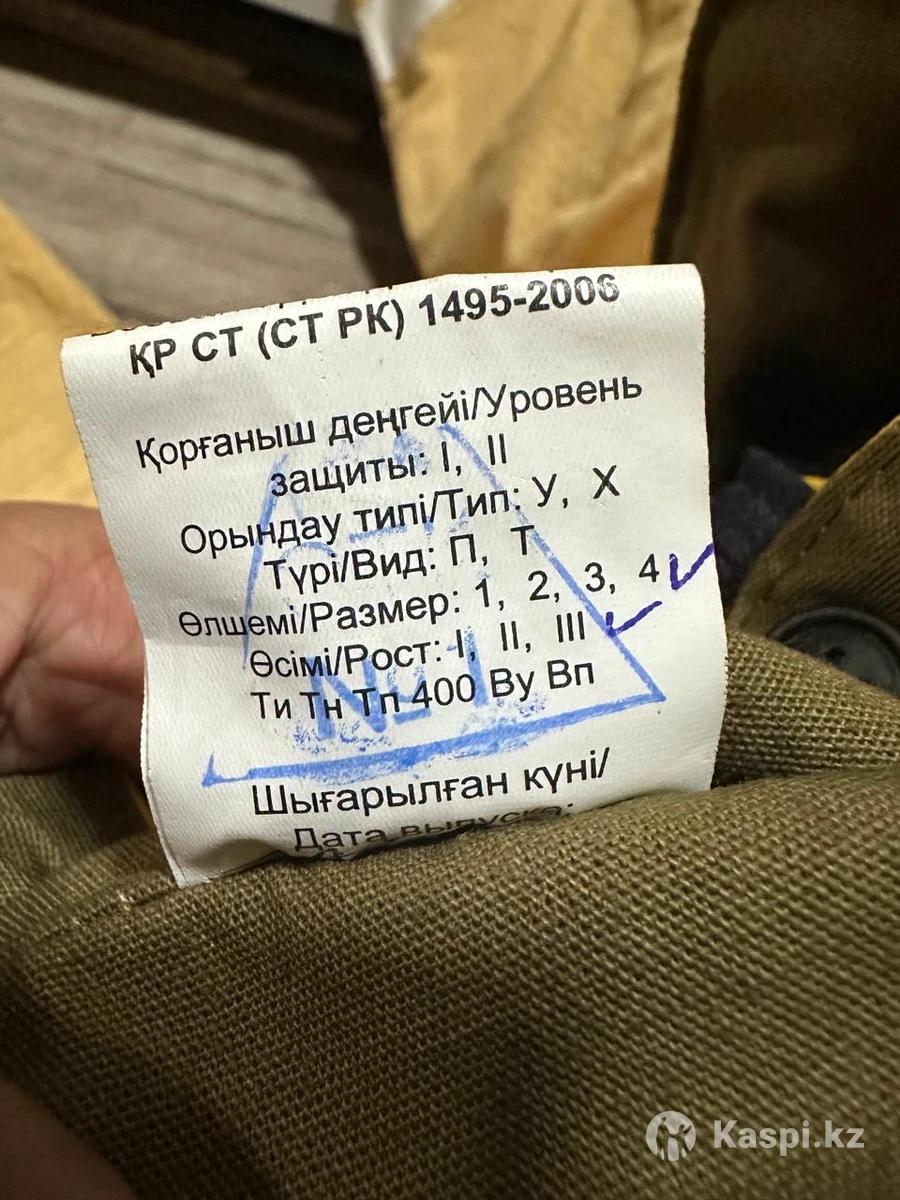 ҚР СТ (СТ РК) 1495-2006
Қорғаныш деңгейі/Уровень
защиты: I, II
Орындау типі/Тип: У, Х
Түрі/Вид: П, Т
Өлшемі/Размер: 1, 2, 3, 4
Өсімі/Рост: I, II, III
Ти Тн Тп 400 Ву Вп
№1
Шығарылған күні/
Дата выпуска:
Kaspi.kz